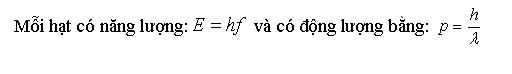 Mỗi hạt có năng lượng: E = hf và có động lượng bằng: p = h/λ